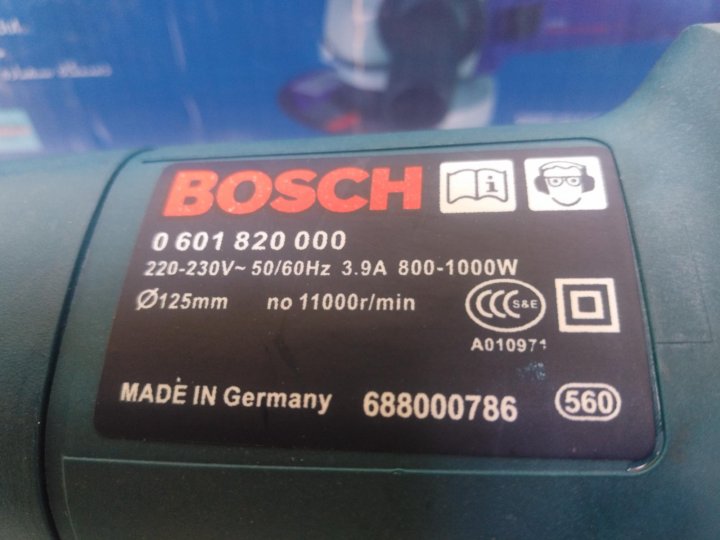 BOSCH
0 601 820 000
220-230V~ 50/60Hz 3.9A 800-1000W
Ø125mm no 11000r/min
CCC S&E
A010971
MADE IN Germany 688000786 560